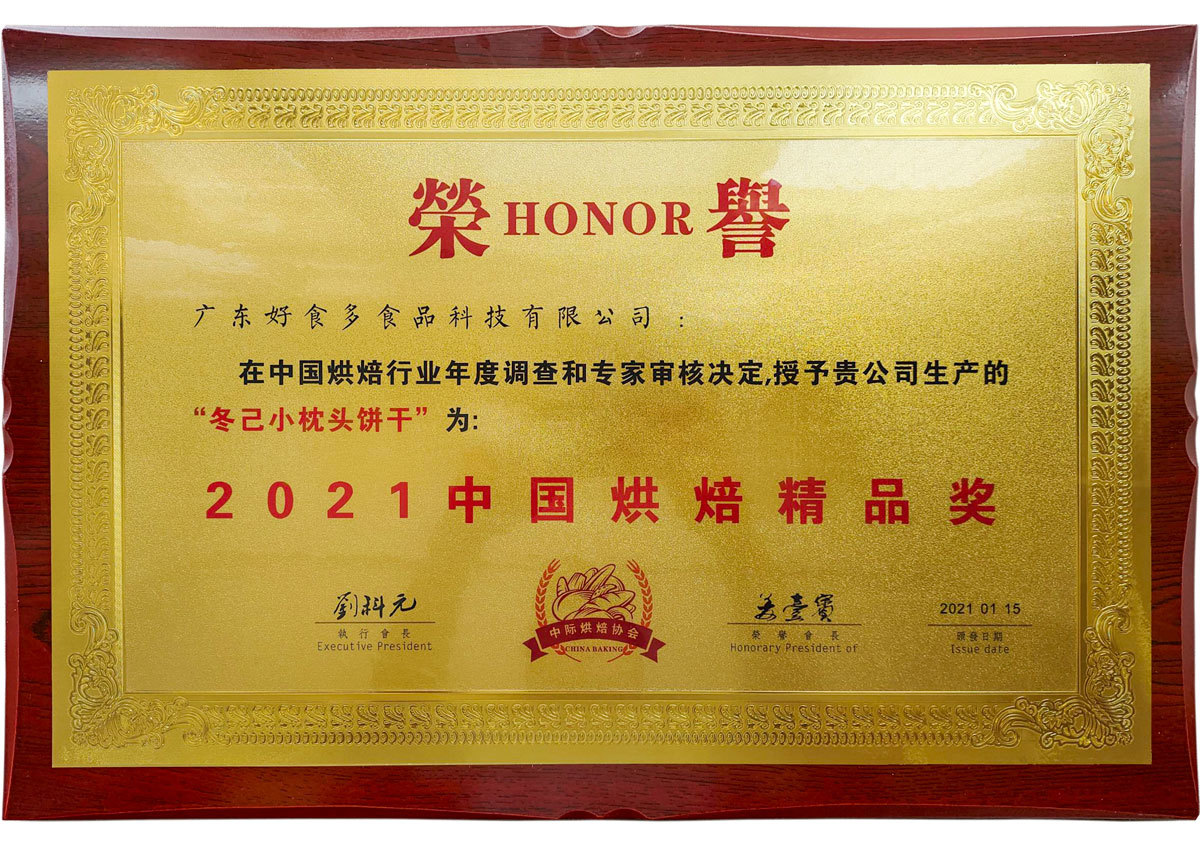 榮 HONOR 譽
广东好食多食品科技有限公司：
在中国烘焙行业年度调查和专家审核决定,授予贵公司生产的
“冬己小枕头饼干”为:
2021中国烘焙精品奖
劉科元
執行會長
Executive President
中际烘焙协会
CHINA BAKING
榮譽會長
Honorary President of
2021 01 15
頒發日期
Issue date